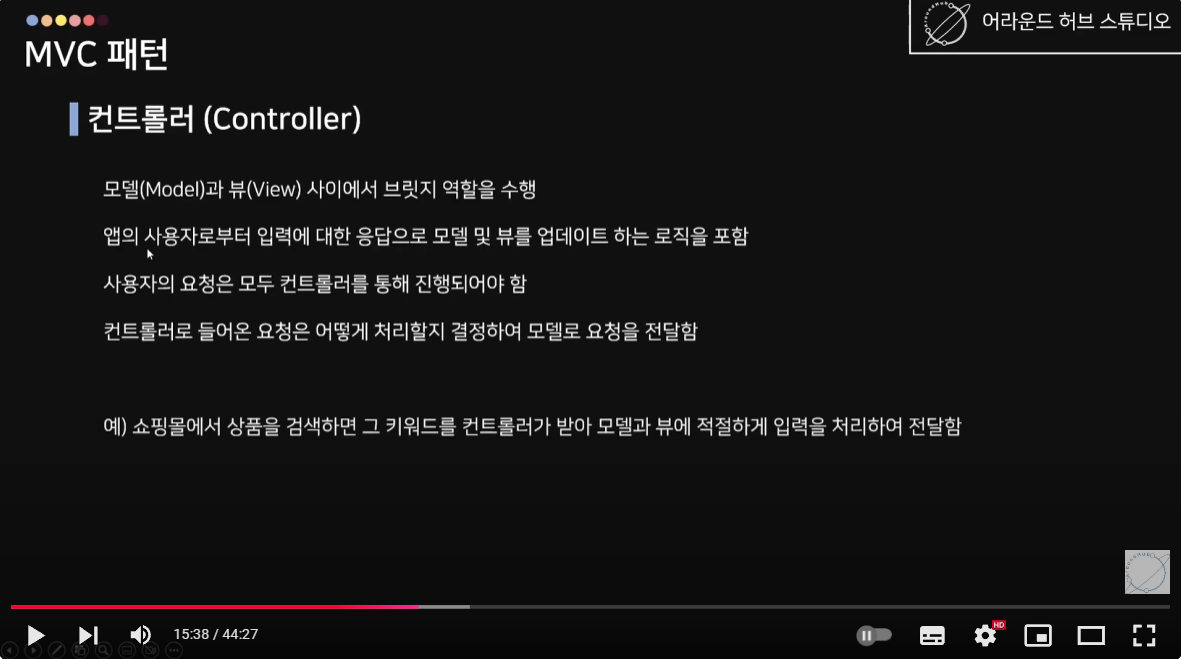 어라운드 허브 스튜디오
MVC 패턴
컨트롤러 (Controller)
모델(Model)과 뷰(View) 사이에서 브릿지 역할을 수행
앱의 사용자로부터 입력에 대한 응답으로 모델 및 뷰를 업데이트 하는 로직을 포함
사용자의 요청은 모두 컨트롤러를 통해 진행되어야 함
컨트롤러로 들어온 요청은 어떻게 처리할지 결정하여 모델로 요청을 전달함
예) 쇼핑몰에서 상품을 검색하면 그 키워드를 컨트롤러가 받아 모델과 뷰에 적절하게 입력을 처리하여 전달함
15:38 / 44:27
HD